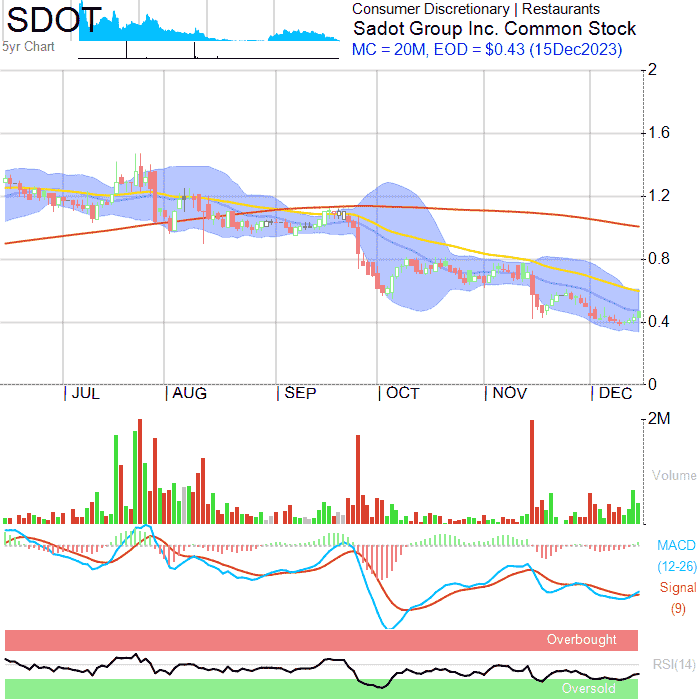 SDOT
5yr Chart
Consumer Discretionary | Restaurants
Sadot Group Inc. Common Stock
MC = 20M, EOD = $0.43 (15Dec2023)
2
1.6
1.2
0.8
0.4
0
JUL AUG SEP OCT NOV DEC
2M
Volume
MACD
(12-26)
Signal
(9)
Overbought
RSI(14)
Oversold